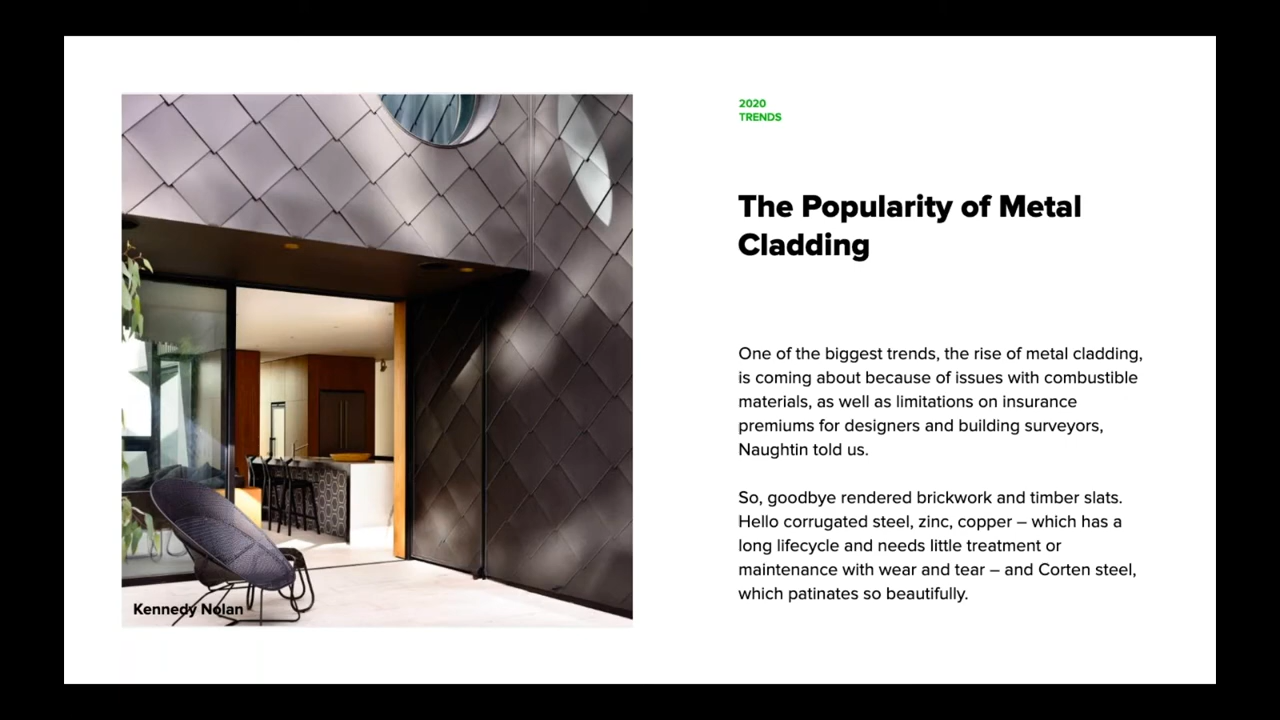 2020
TRENDS
The Popularity of Metal
Cladding
One of the biggest trends, the rise of metal cladding,
is coming about because of issues with combustible
materials, as well as limitations on insurance
premiums for designers and building surveyors,
Naughtin told us.
So, goodbye rendered brickwork and timber slats.
Hello corrugated steel, zinc, copper – which has a
long lifecycle and needs little treatment or
maintenance with wear and tear – and Corten steel,
which patinates so beautifully.
Kennedy Nolan